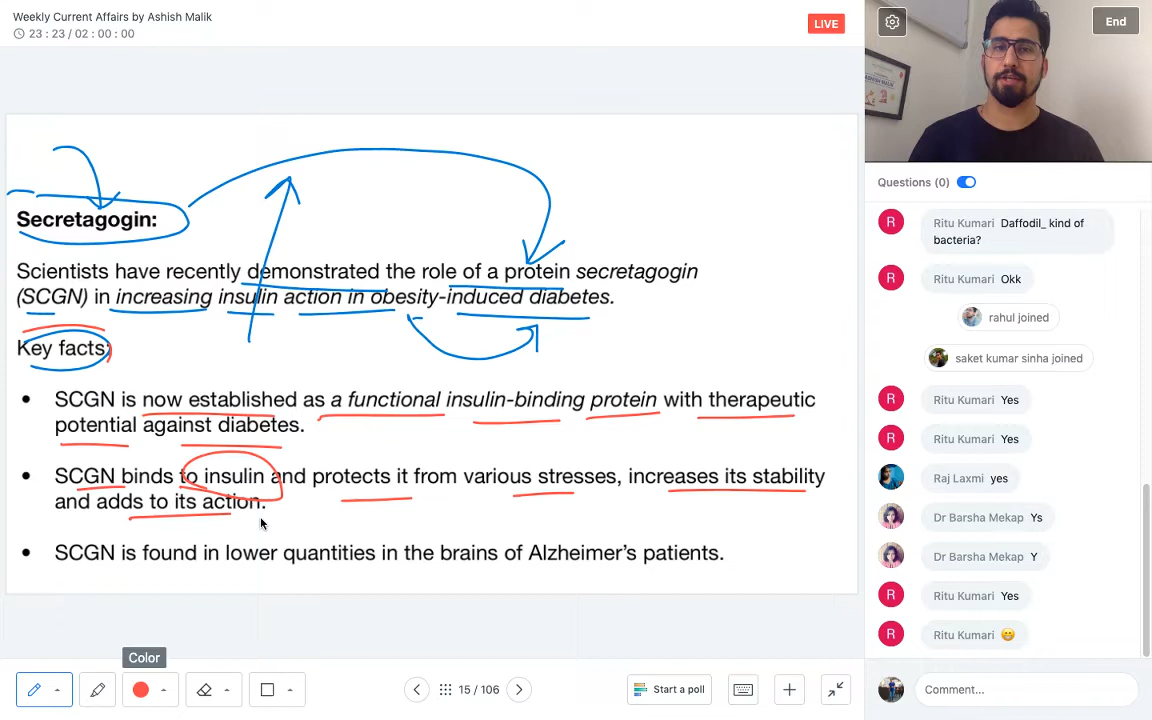 Weekly Current Affairs by Ashish Malik
23 : 23 / 02 : 00 : 00
LIVE
End
Secretagogin:
Scientists have recently demonstrated the role of a protein secretagogin
(SCGN) in increasing insulin action in obesity-induced diabetes.
Key facts:
• SCGN is now established as a functional insulin-binding protein with therapeutic
potential against diabetes.
• SCGN binds to insulin and protects it from various stresses, increases its stability
and adds to its action.
• SCGN is found in lower quantities in the brains of Alzheimer's patients.
Color
15 / 106
Start a poll
Questions (0)
R Ritu Kumari Daffodil_ kind of
bacteria?
R Ritu Kumari Okk
rahul joined
saket kumar sinha joined
R Ritu Kumari Yes
R Ritu Kumari Yes
Raj Laxmi yes
Dr Barsha Mekap Ys
Dr Barsha Mekap Y
R Ritu Kumari Yes
R Ritu Kumari 😁
Comment...